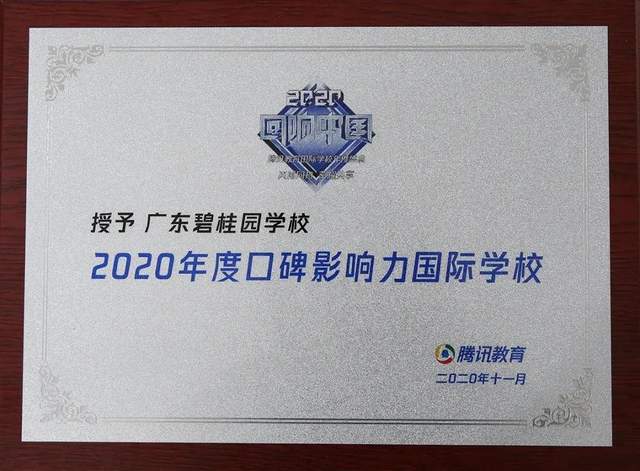 2020
回响中国
授予 广东碧桂园学校
2020年度口碑影响力国际学校
腾讯教育
二〇二〇年十一月